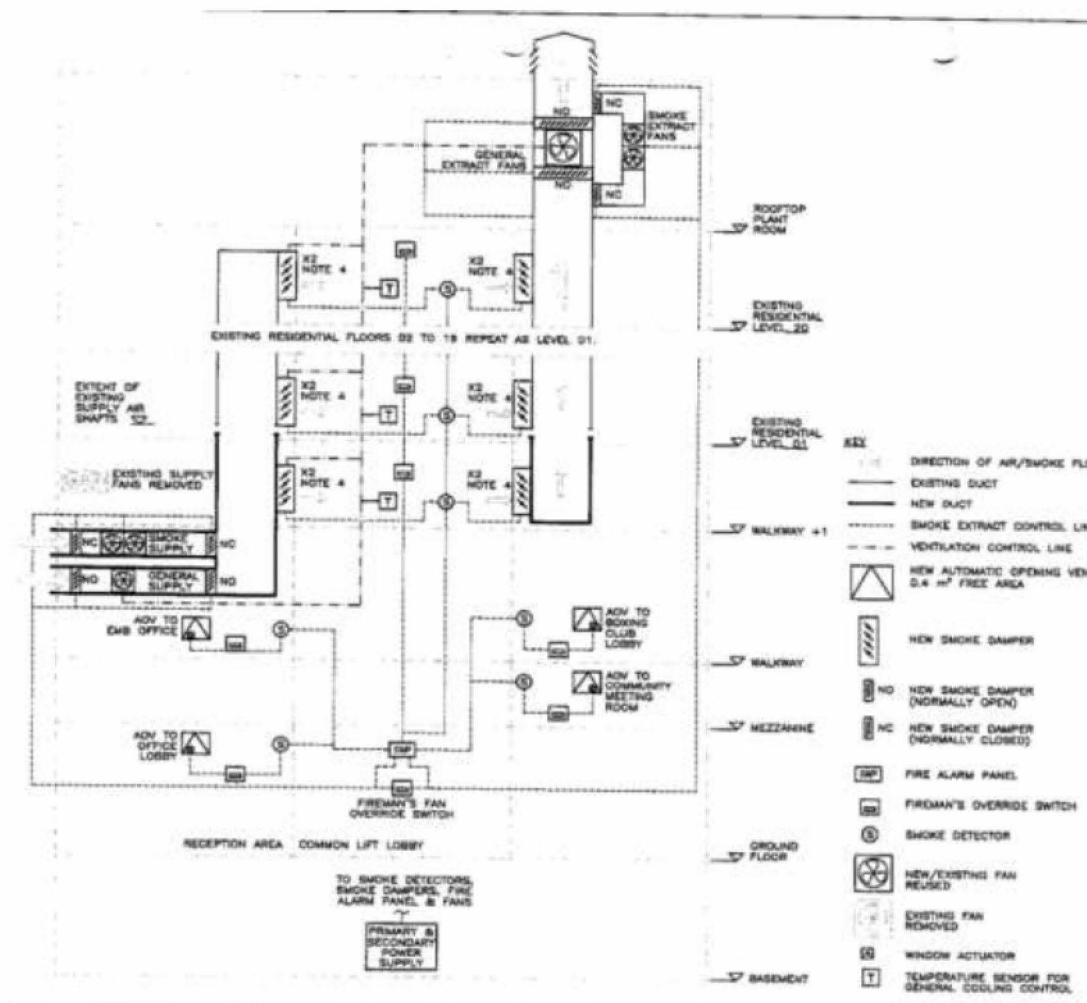 NO
NC
SMOKE
EXTRACT
FANS
GENERAL
EXTRACT FANS
NC
NC
ROOFTOP
PLANT
ROOM
X2
NOTE 4
T
S
X2
NOTE 4
EXISTING
RESIDENTIAL
LEVEL 20
EXISTING RESIDENTIAL FLOORS 02 TO 19 REPEAT AS LEVEL 01.
EXTENT OF
EXISTING
SUPPLY AIR
SHAFTS
X2
NOTE 4
T
S
X2
NOTE 4
EXISTING
RESIDENTIAL
LEVEL 01
EXISTING SUPPLY
FANS REMOVED
X2
NOTE 4
T
S
X2
NOTE 4
WALKWAY +1
NC
SMOKE
SUPPLY
NC
NO
GENERAL
SUPPLY
NO
AOV TO
EMB OFFICE
S
S
AOV TO
BOXING
CLUB
LOBBY
WALKWAY
S
AOV TO
COMMUNITY
MEETING
ROOM
MEZZANINE
AOV TO
OFFICE
LOBBY
S
FAP
FIREMAN'S FAN
OVERRIDE SWITCH
RECEPTION AREA COMMON LIFT LOBBY
GROUND
FLOOR
TO SMOKE DETECTORS,
SMOKE DAMPERS, FIRE
ALARM PANEL & FANS
PRIMARY &
SECONDARY
POWER
SUPPLY
BASEMENT
KEY
DIRECTION OF AIR/SMOKE
EXISTING DUCT
NEW DUCT
SMOKE EXTRACT CONTROL
VENTILATION CONTROL LINE
NEW AUTOMATIC OPENING
0.4 m² FREE AREA
NEW SMOKE DAMPER
NO NEW SMOKE DAMPER
(NORMALLY OPEN)
NC NEW SMOKE DAMPER
(NORMALLY CLOSED)
FAP FIRE ALARM PANEL
FIREMAN'S OVERRIDE SWITCH
S SMOKE DETECTOR
NEW/EXISTING FAN
REUSED
EXISTING FAN
REMOVED
WINDOW ACTUATOR
T TEMPERATURE SENSOR FOR
GENERAL COOLING CONTROL